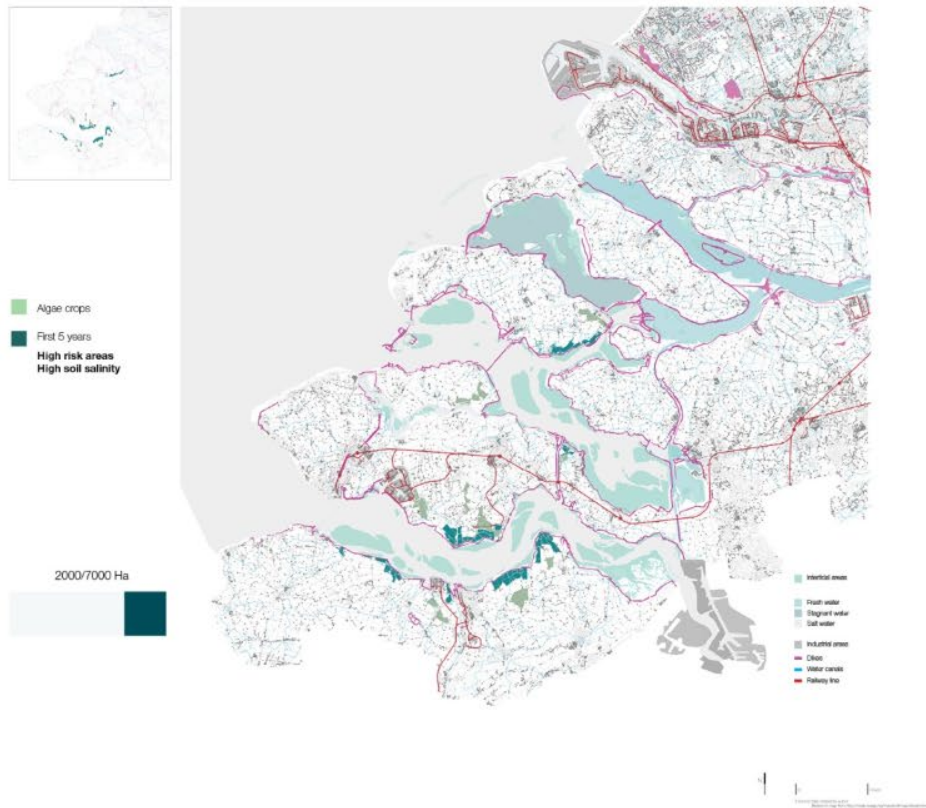 Algae crops
First 5 years
High risk areas
High soil salinity
2000/7000 Ha
Intertidal areas
Fresh water
Stagnant water
Salt water
Industrial areas
Dikes
Water canals
Railway line